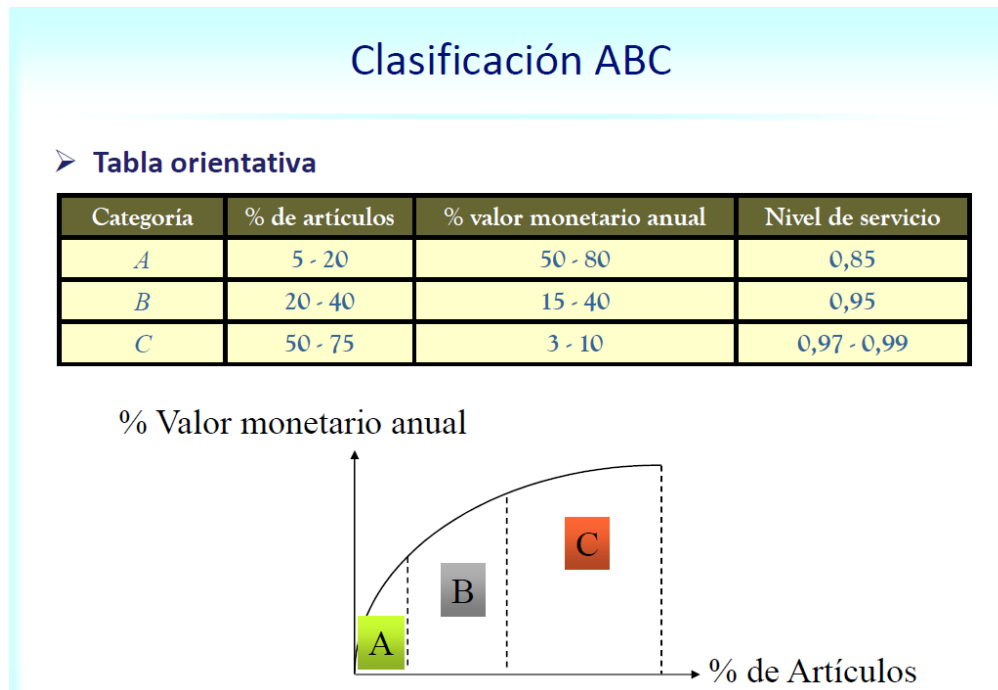 Clasificación ABC
➢ Tabla orientativa
Categoría % de artículos % valor monetario anual Nivel de servicio
A 5 - 20 50 - 80 0,85
B 20 - 40 15 - 40 0,95
C 50 - 75 3 - 10 0,97 - 0,99
% Valor monetario anual
C
B
A
% de Artículos